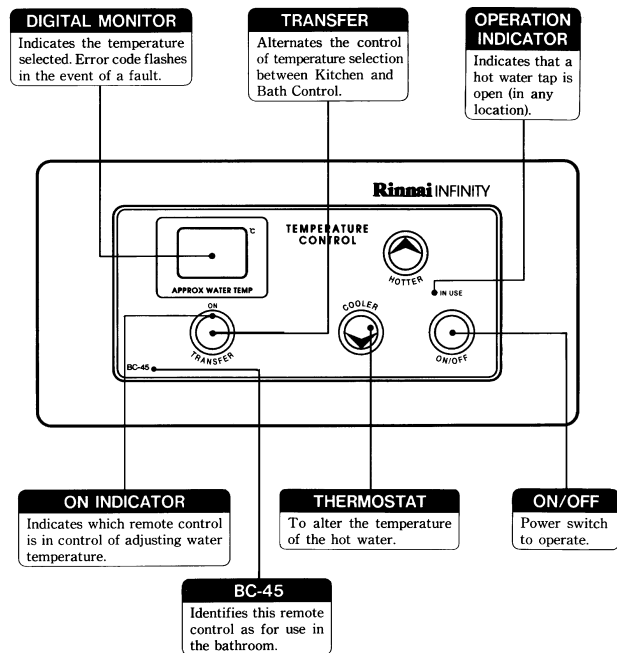 DIGITAL MONITOR
Indicates the temperature
selected. Error code flashes
in the event of a fault.
TRANSFER
Alternates the control
of temperature selection
between Kitchen and
Bath Control.
OPERATION
INDICATOR
Indicates that a
hot water tap is
open (in any
location).
Rinnai INFINITY
°C
APPROX WATER TEMP
TEMPERATURE
CONTROL
HOTTER
IN USE
ON
TRANSFER
COOLER
ON/OFF
BC-45
ON INDICATOR
Indicates which remote control
is in control of adjusting water
temperature.
THERMOSTAT
To alter the temperature
of the hot water.
ON/OFF
Power switch
to operate.
BC-45
Identifies this remote
control as for use in
the bathroom.